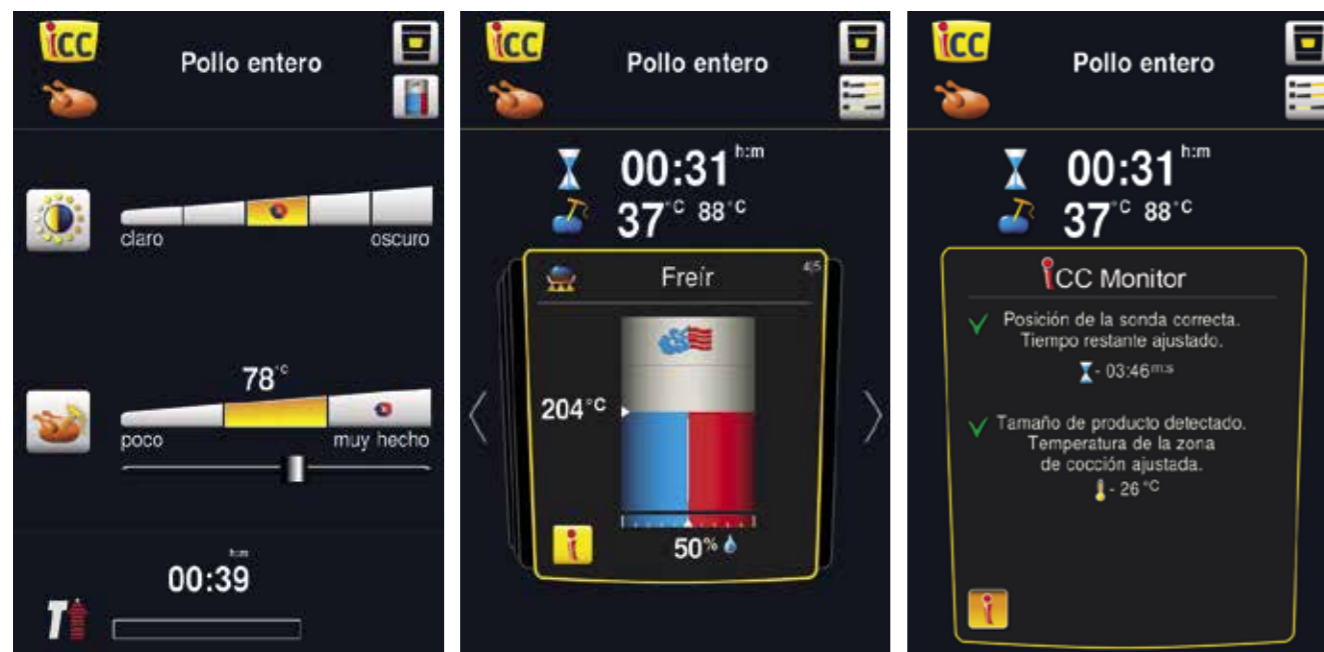 icc
Pollo entero
claro
oscuro
78°C
poco
muy hecho
h:m
00:39
T
icc
Pollo entero
00:31 h:m
37°C 88°C
Freír
4|5
204°C
i
50%
icc
Pollo entero
00:31 h:m
37°C 88°C
iCC Monitor
Posición de la sonda correcta.
Tiempo restante ajustado.
- 03:46 m:s
Tamaño de producto detectado.
Temperatura de la zona
de cocción ajustada.
- 26 °C
i